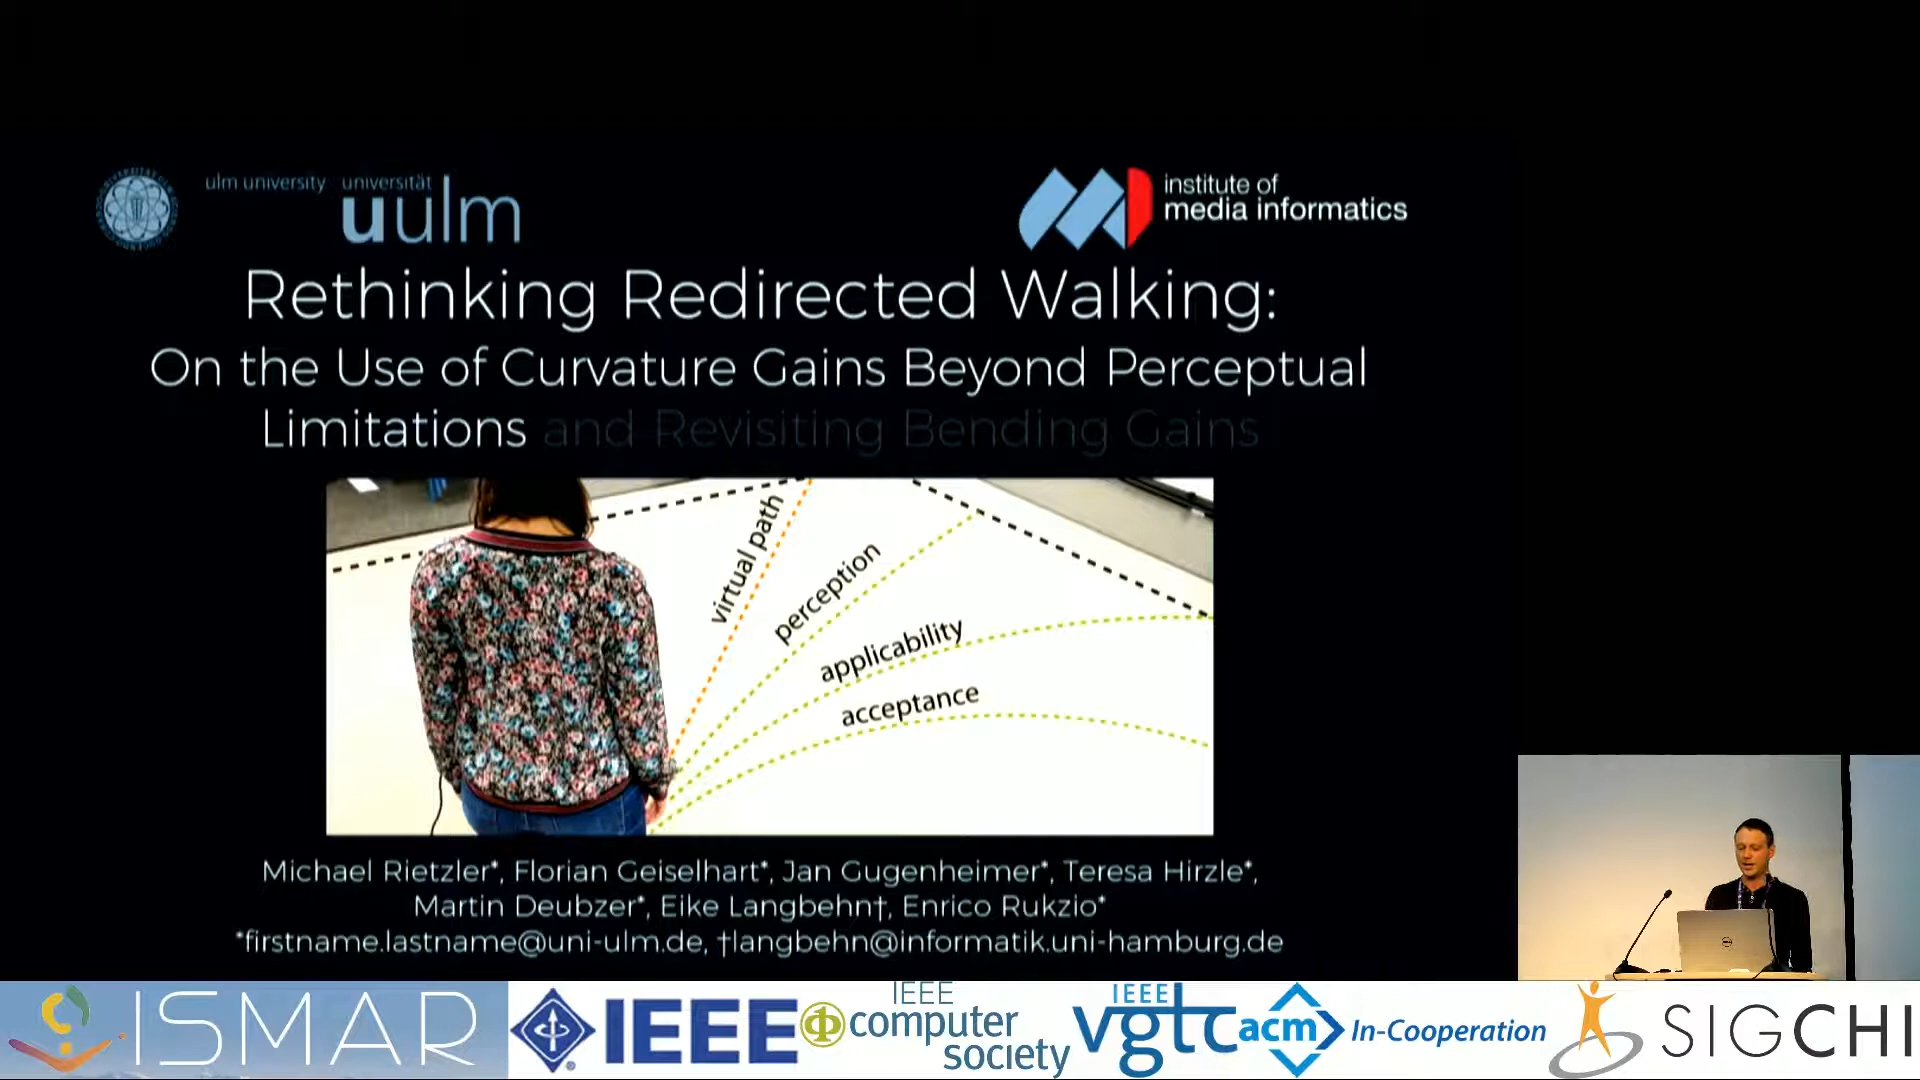 ulm university universität
uulm
institute of
media informatics
Rethinking Redirected Walking:
On the Use of Curvature Gains Beyond Perceptual
Limitations and Revisiting Bending Gains
virtual path
perception
applicability
acceptance
Michael Rietzler*, Florian Geiselhart*, Jan Gugenheimer*, Teresa Hirzle*,
Martin Deubzer*, Eike Langbehn†, Enrico Rukzio*
*firstname.lastname@uni-ulm.de, †langbehn@informatik.uni-hamburg.de
ISMAR
IEEE
IEEE
computer
society
IEEE
vgtc
acm In-Cooperation
SIGCHI